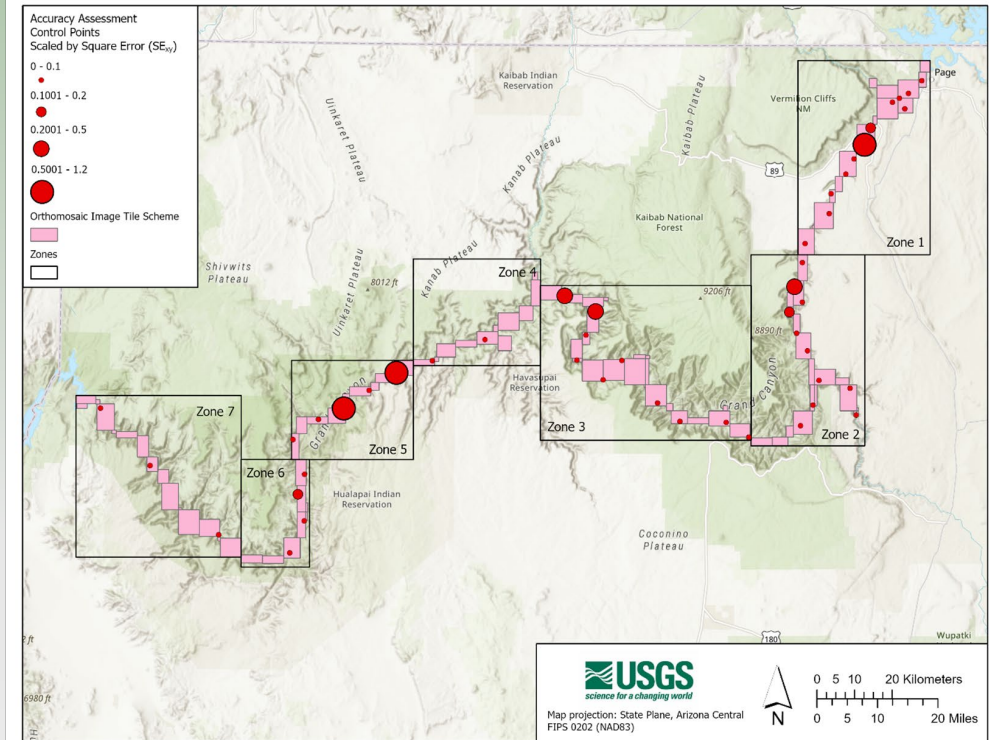 Accuracy Assessment
Control Points
Scaled by Square Error (SExy)
0 - 0.1
0.1001 - 0.2
0.2001 - 0.5
0.5001 - 1.2
Orthomosaic Image Tile Scheme
Zones
Kaibab Indian
Reservation
Page
Vermilion Cliffs
NM
Uinkaret Plateau
Kanab Plateau
Kaibab Plateau
89
Kaibab National
Forest
Zone 1
Shivwits
Plateau
8012 ft
Uinkaret Plateau
Kanab Plateau
Zone 4
9206 ft
8890 ft
Havasupai
Reservation
Grand Canyon
Zone 7
Zone 5
Zone 3
Zone 2
Zone 6
Hualapai Indian
Reservation
Coconino
Plateau
180
Wupatki
6980 ft
USGS
science for a changing world
Map projection: State Plane, Arizona Central
FIPS 0202 (NAD83)
N
0 5 10 20 Kilometers
0 5 10 20 Miles